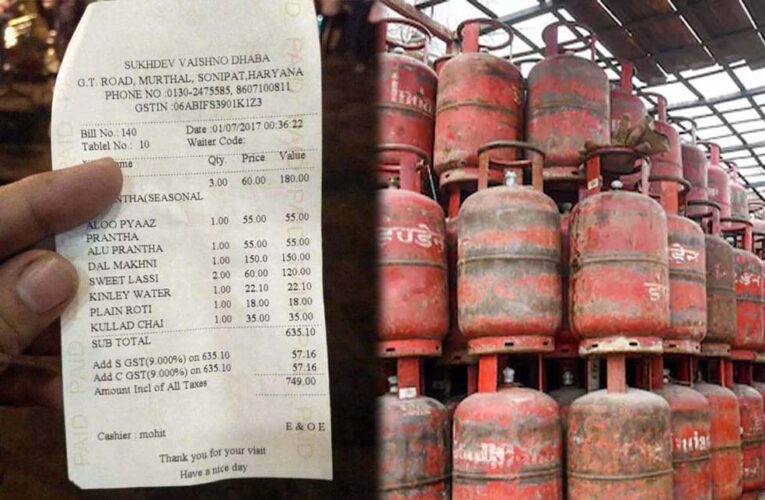 SUKHDEV VAISHNO DHABA
G.T. ROAD, MURTHAL, SONIPAT,HARYANA
PHONE NO :0130-2475585, 8607100811
GSTIN :06ABIFS3901K1Z3
Bill No.: 140 Date :01/07/2017 00:36:22
Tablel No.: 10 Waiter Code:
Qty. Price Value
3.00 60.00 180.00
(SEASONAL
ALOO PYAAZ 1.00 55.00 55.00
PRANTHA
ALU PRANTHA 1.00 55.00 55.00
DAL MAKHNI 1.00 150.0 150.00
SWEET LASSI 2.00 60.00 120.00
KINLEY WATER 1.00 22.10 22.10
PLAIN ROTI 1.00 18.00 18.00
KULLAD CHAI 1.00 35.00 35.00
SUB TOTAL 635.10
Add S GST(9.000%) on 635.10 57.16
Add C GST(9.000%) on 635.10 57.16
Amount Incl of All Taxes 749.00
E & O E
Cashier : mohit
Thank you for your visit
Have a nice day
PAID
इण्डेन